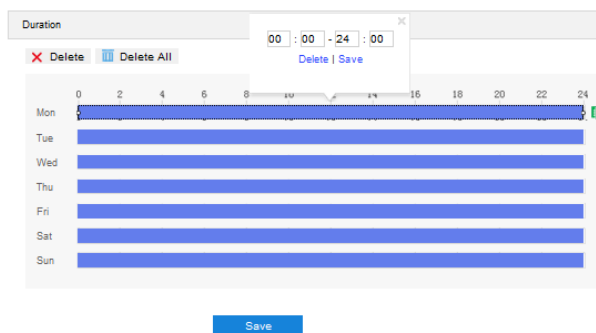 Duration
00 : 00 - 24 : 00
Delete | Save
Delete Delete All
0 2 4 6 8 10 12 14 16 18 20 22 24
Mon
Tue
Wed
Thu
Fri
Sat
Sun
Save